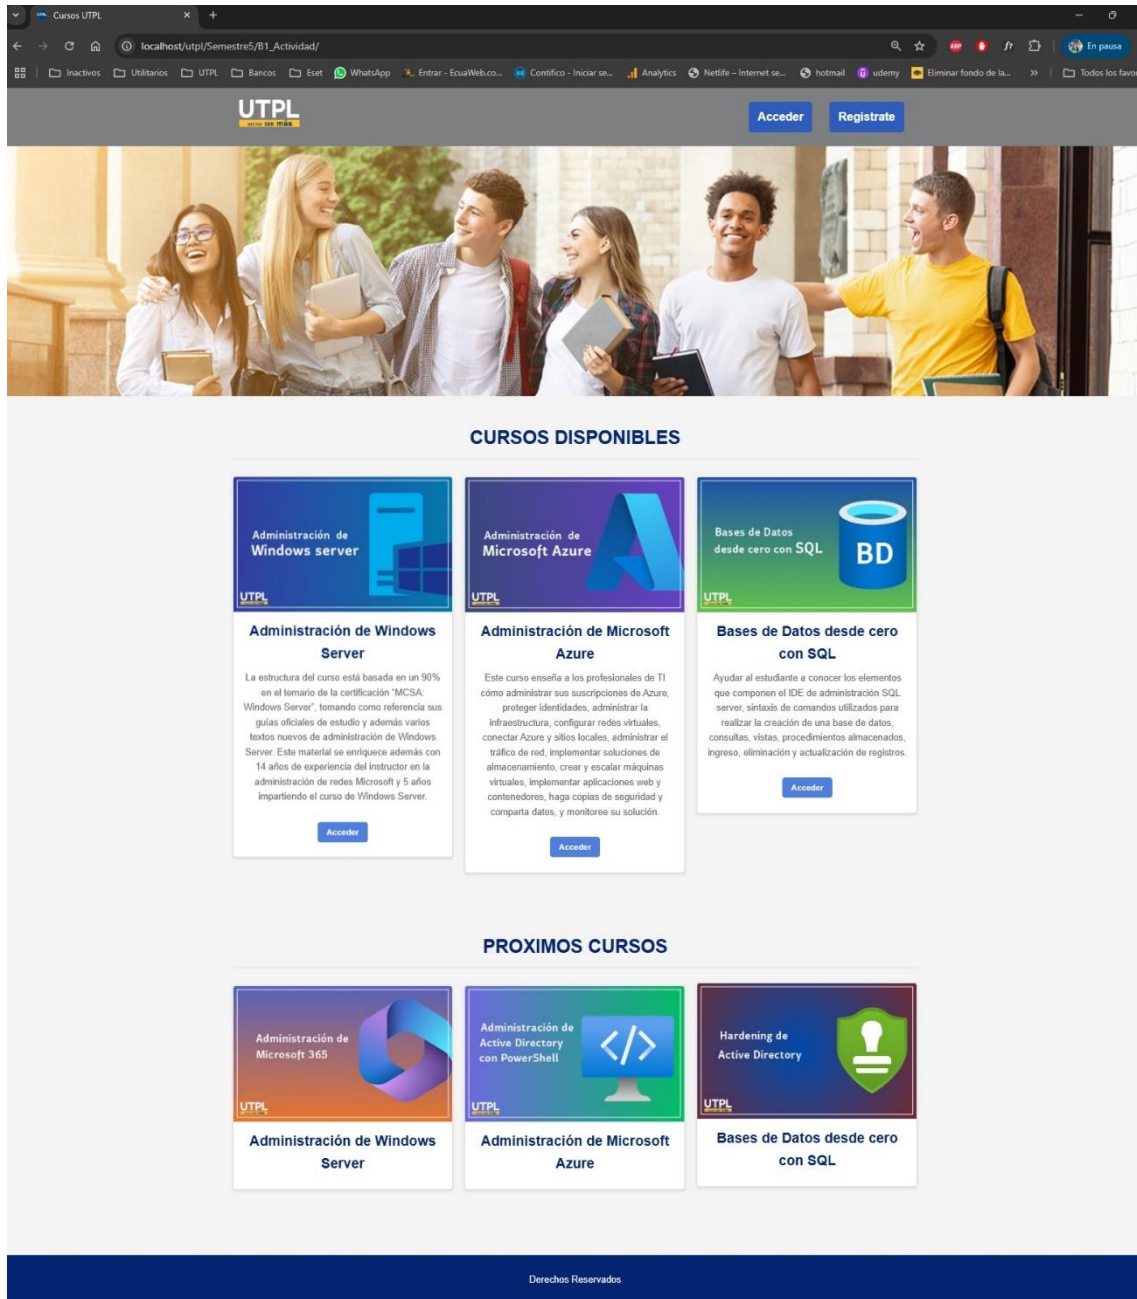 Cursos UTPL
localhost/utpl/Semestre5/B1_Actividad/
En pausa
Inactivos
Utilitarios
UTPL
Bancos
Eset
WhatsApp
Entrar - EcuaWeb.co...
Contifico - Iniciar se...
Analytics
Netlife – Internet se...
hotmail
udemy
Eliminar fondo de la...
Todos los favo
UTPL
Acceder
Registrate
CURSOS DISPONIBLES
Administración de
Windows server
UTPL
Administración de Windows
Server
La estructura del curso está basada en un 90%
en el temario de la certificación “MCSA:
Windows Server”, tomando como referencia sus
guías oficiales de estudio y además varios
textos nuevos de administración de Windows
Server. Este material se enriquece además con
14 años de experiencia del instructor en la
administración de redes Microsoft y 5 años
impartiendo el curso de Windows Server.
Acceder
Administración de
Microsoft Azure
UTPL
Administración de Microsoft
Azure
Este curso enseña a los profesionales de TI
cómo administrar sus suscripciones de Azure,
proteger identidades, administrar la
infraestructura, configurar redes virtuales,
conectar Azure y sitios locales, administrar el
tráfico de red, implementar soluciones de
almacenamiento, crear y escalar máquinas
virtuales, implementar aplicaciones web y
contenedores, haga copias de seguridad y
comparta datos, y monitoree su solución.
Acceder
Bases de Datos
desde cero con SQL
BD
UTPL
Bases de Datos desde cero
con SQL
Ayudar al estudiante a conocer los elementos
que componen el IDE de administración SQL
server, sintaxis de comandos utilizados para
realizar la creación de una base de datos,
consultas, vistas, procedimientos almacenados,
ingreso, eliminación y actualización de registros.
Acceder
PROXIMOS CURSOS
Administración de
Microsoft 365
UTPL
Administración de Windows
Server
Administración de
Active Directory
con PowerShell
</>
UTPL
Administración de Microsoft
Azure
Hardening de
Active Directory
UTPL
Bases de Datos desde cero
con SQL
Derechos Reservados